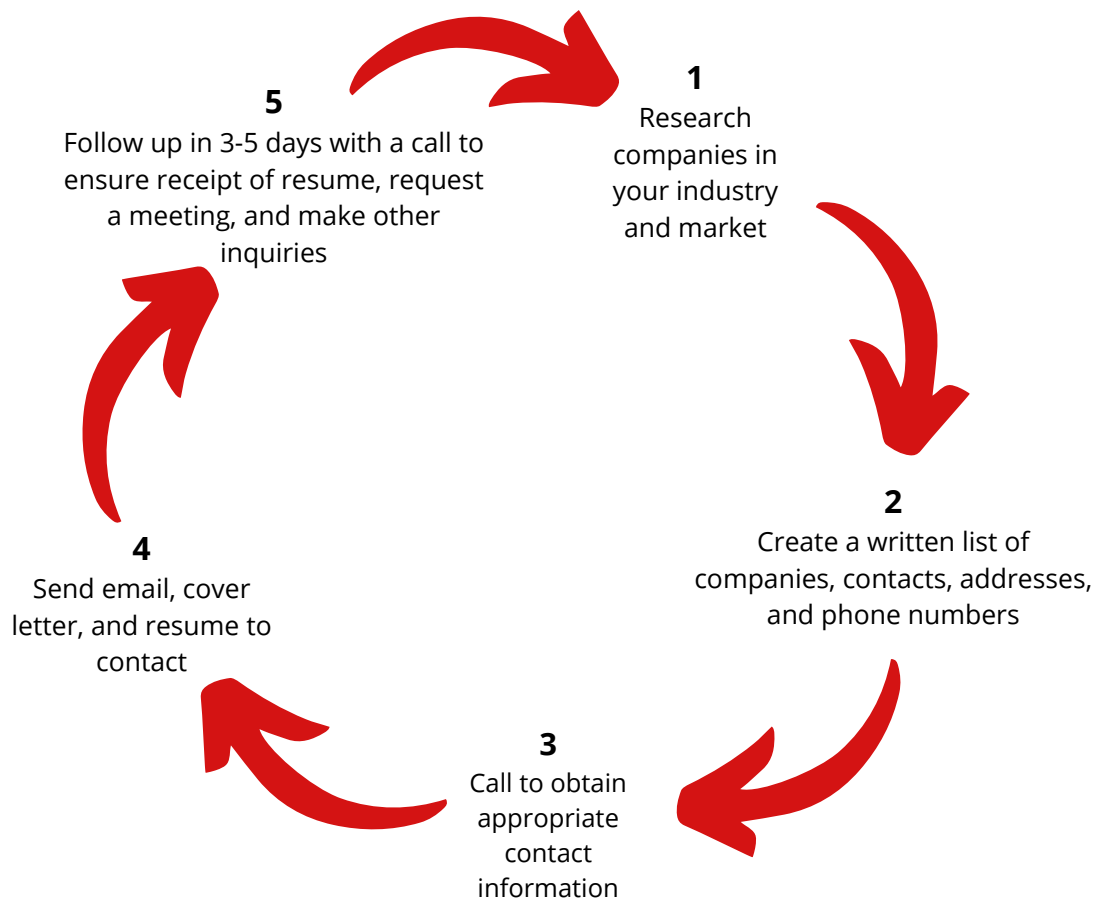 1
Research
companies in
your industry
and market
2
Create a written list of
companies, contacts, addresses,
and phone numbers
3
Call to obtain
appropriate
contact
information
4
Send email, cover
letter, and resume to
contact
5
Follow up in 3-5 days with a call to
ensure receipt of resume, request
a meeting, and make other
inquiries